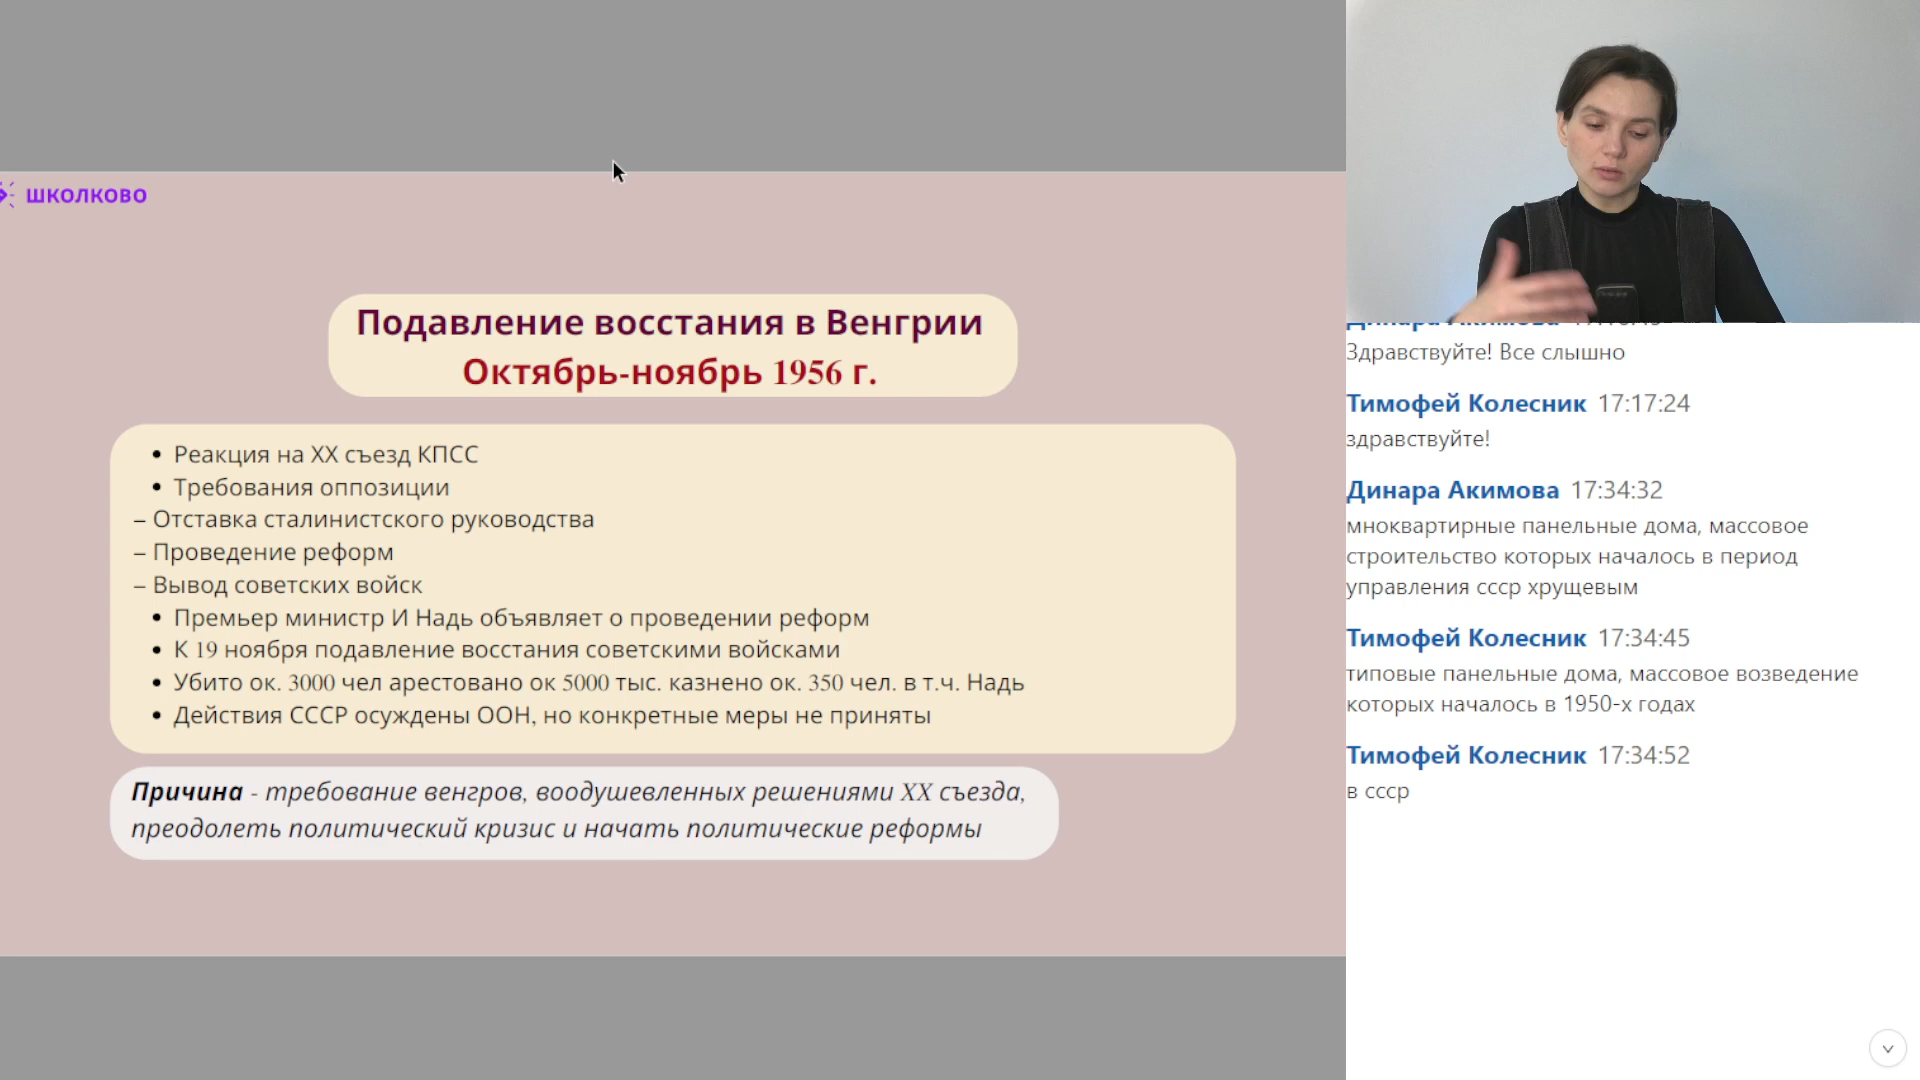 ШКОЛКОВО
Подавление восстания в Венгрии
Октябрь-ноябрь 1956 г.
• Реакция на ХХ съезд КПСС
• Требования оппозиции
– Отставка сталинистского руководства
– Проведение реформ
– Вывод советских войск
• Премьер министр И Надь объявляет о проведении реформ
• К 19 ноября подавление восстания советскими войсками
• Убито ок. 3000 чел арестовано ок 5000 тыс. казнено ок. 350 чел. в т.ч. Надь
• Действия СССР осуждены ООН, но конкретные меры не приняты
Причина - требование венгров, воодушевленных решениями XX съезда,
преодолеть политический кризис и начать политические реформы
Динара Акимова
Здравствуйте! Все слышно
Тимофей Колесник 17:17:24
здравствуйте!
Динара Акимова 17:34:32
мноквартирные панельные дома, массовое
строительство которых началось в период
управления ссср хрущевым
Тимофей Колесник 17:34:45
типовые панельные дома, массовое возведение
которых началось в 1950-х годах
Тимофей Колесник 17:34:52
в ссср